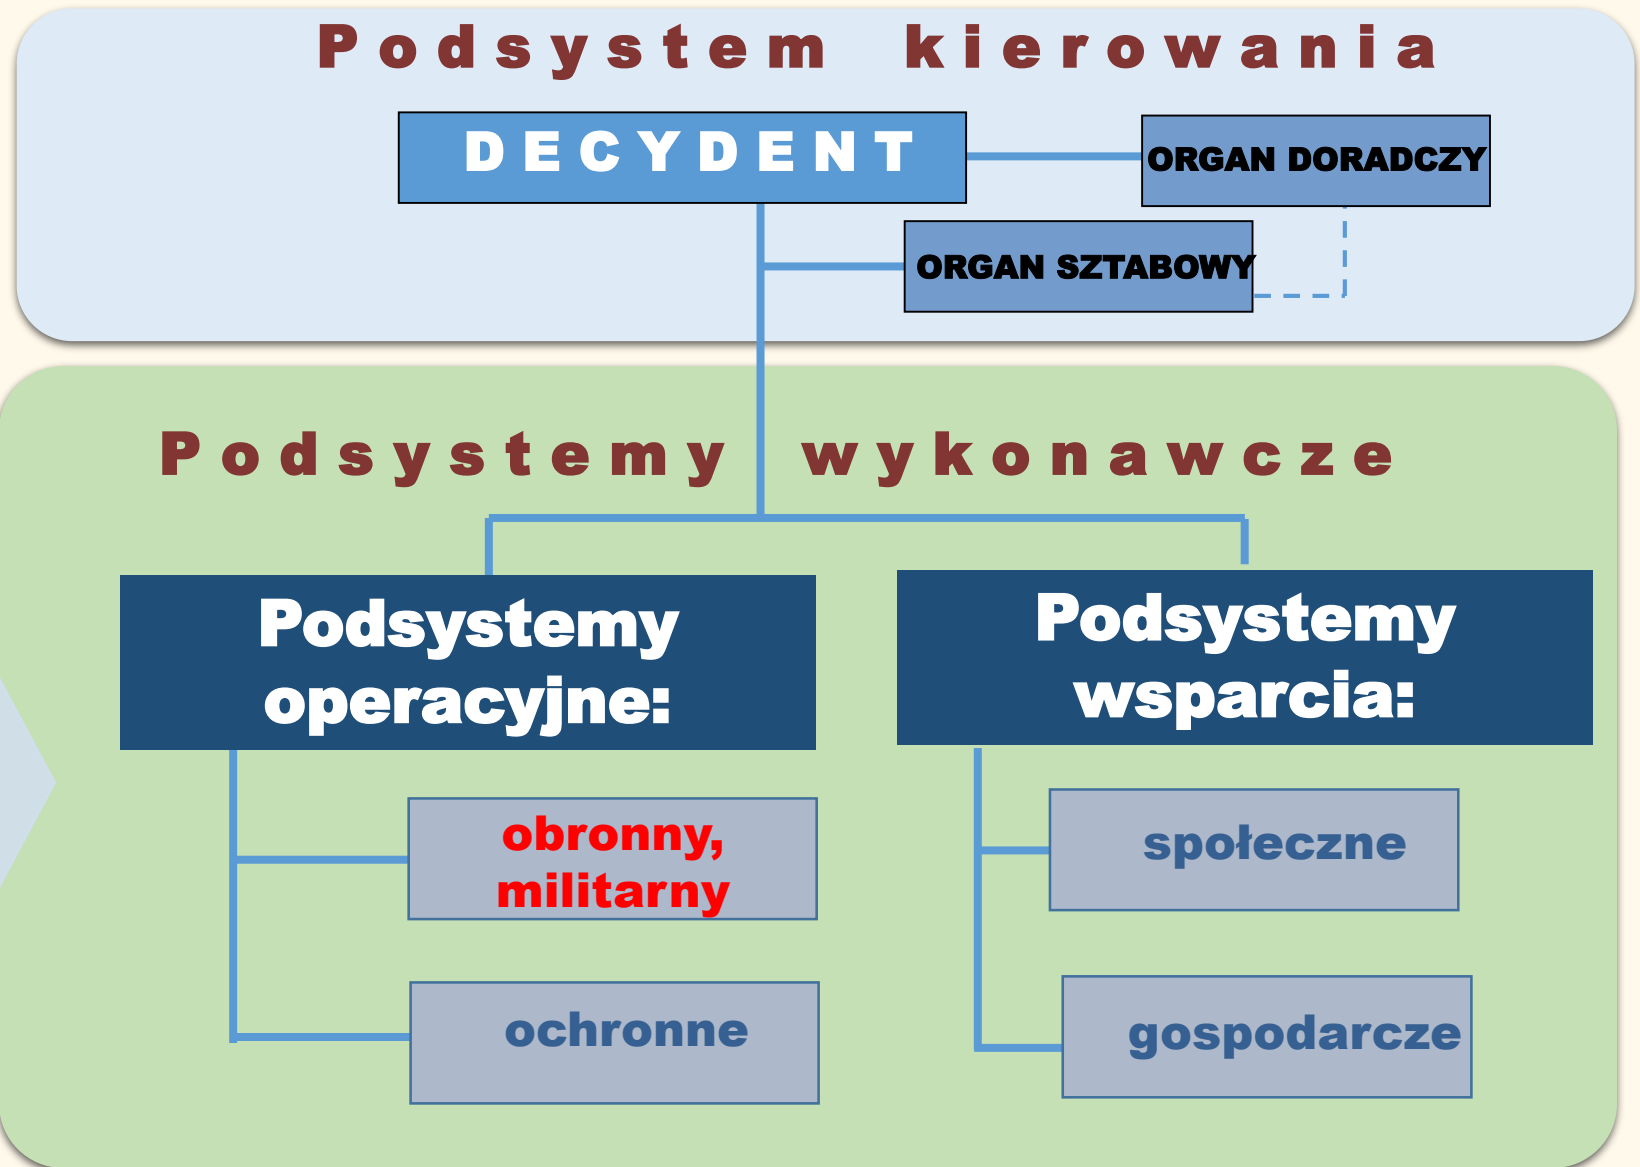 Podsystem kierowania
DECYDENT
ORGAN DORADCZY
ORGAN SZTABOWY
Podsystemy wykonawcze
Podsystemy
operacyjne:
Podsystemy
wsparcia:
obronny,
militarny
społeczne
ochronne
gospodarcze